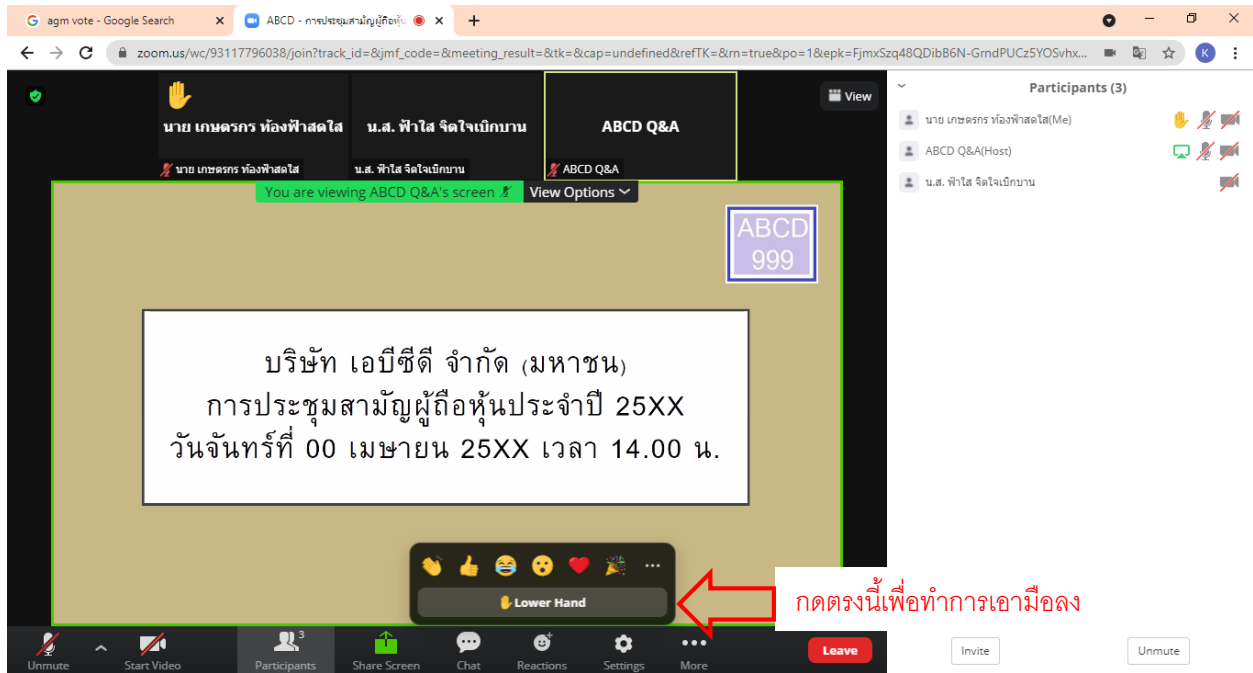 agm vote - Google Search
ABCD - การประชุมสามัญผู้ถือหุ้น
zoom.us/wc/93117796038/join?track_id=&jmf_code=&meeting_result=&tk=&cap=undefined&refTK=&rn=true&po=1&epk=FjmxSzq48QDibB6N-GrndPUCz5YOSvhx...
K
นาย เกษตรกร ท้องฟ้าสดใส
น.ส. ฟ้าใส จิตใจเบิกบาน
ABCD Q&A
View
นาย เกษตรกร ท้องฟ้าสดใส
น.ส. ฟ้าใส จิตใจเบิกบาน
ABCD Q&A
You are viewing ABCD Q&A's screen
View Options
Participants (3)
นาย เกษตรกร ท้องฟ้าสดใส(Me)
ABCD Q&A(Host)
น.ส. ฟ้าใส จิตใจเบิกบาน
ABCD
999
บริษัท เอบีซีดี จำกัด (มหาชน)
การประชุมสามัญผู้ถือหุ้นประจำปี 25XX
วันจันทร์ที่ 00 เมษายน 25XX เวลา 14.00 น.
Lower Hand
กดตรงนี้เพื่อทำการเอามือลง
Unmute
Start Video
Participants
3
Share Screen
Chat
Reactions
Settings
More
Leave
Invite
Unmute